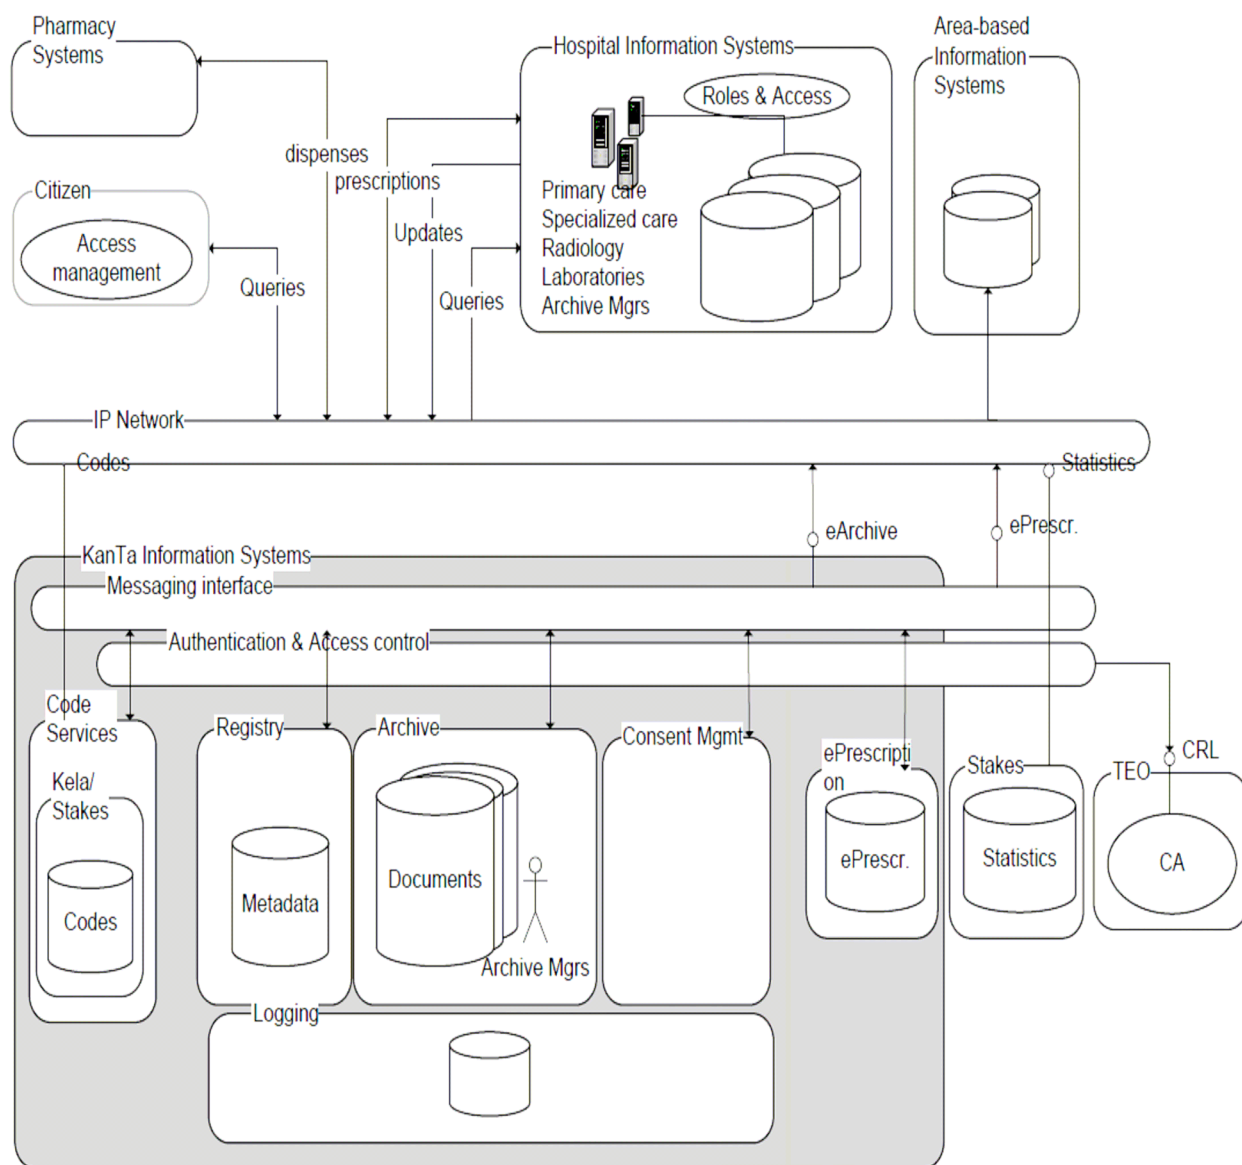 Pharmacy
Systems
Hospital Information Systems
Area-based
Information
Systems
Roles & Access
dispenses
prescriptions
Primary care
Specialized care
Radiology
Laboratories
Archive Mgrs
Citizen
Access
management
Updates
Queries
Queries
IP Network
Codes
Statistics
eArchive
ePrescr.
KanTa Information Systems
Messaging interface
Authentication & Access control
Code
Services
Registry
Archive
Consent Mgmt
ePrescripti
on
Stakes
TEO
CRL
Kela/
Stakes
Codes
Metadata
Documents
Archive Mgrs
ePrescr.
Statistics
CA
Logging